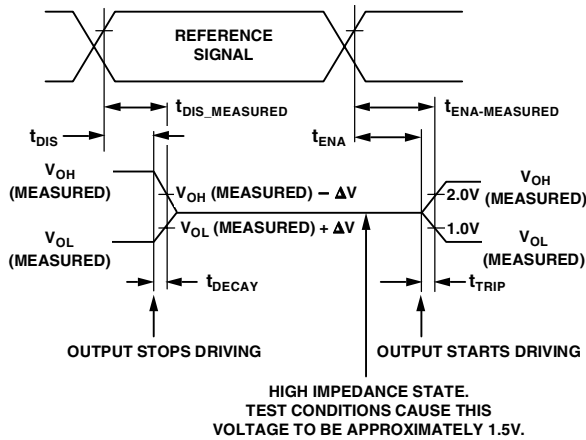 REFERENCE
SIGNAL
tDIS_MEASURED
tENA-MEASURED
tDIS
tENA
VOH
(MEASURED)
VOH (MEASURED) – ΔV
2.0V
VOH
(MEASURED)
VOL
(MEASURED)
VOL (MEASURED) + ΔV
1.0V
VOL
(MEASURED)
tDECAY
tTRIP
OUTPUT STOPS DRIVING
OUTPUT STARTS DRIVING
HIGH IMPEDANCE STATE.
TEST CONDITIONS CAUSE THIS
VOLTAGE TO BE APPROXIMATELY 1.5V.